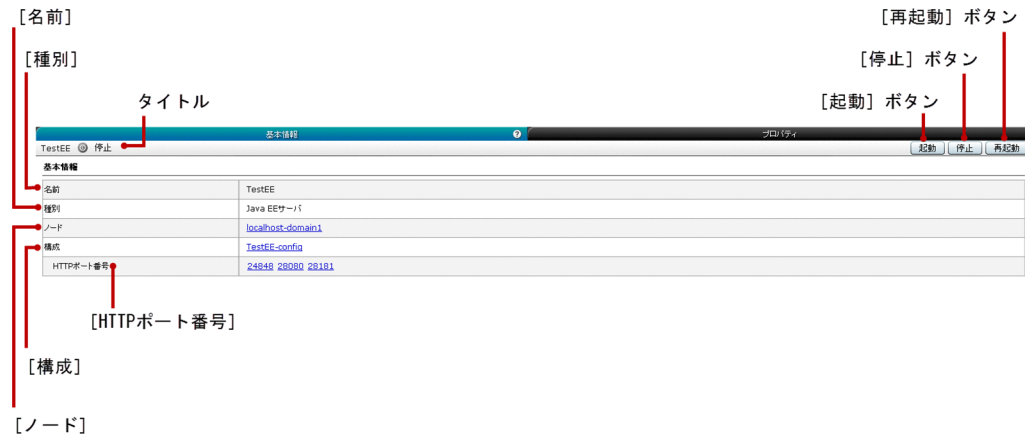 [名前]
[再起動] ボタン
[種別]
[停止] ボタン
タイトル
[起動] ボタン
基本情報 ?
プロパティ
TestEE 停止
起動 停止 再起動
基本情報
名前 TestEE
種別 Java EEサーバ
ノード localhost-domain1
構成 TestEE-config
HTTPポート番号 24848 28080 28181
[HTTPポート番号]
[構成]
[ノード]